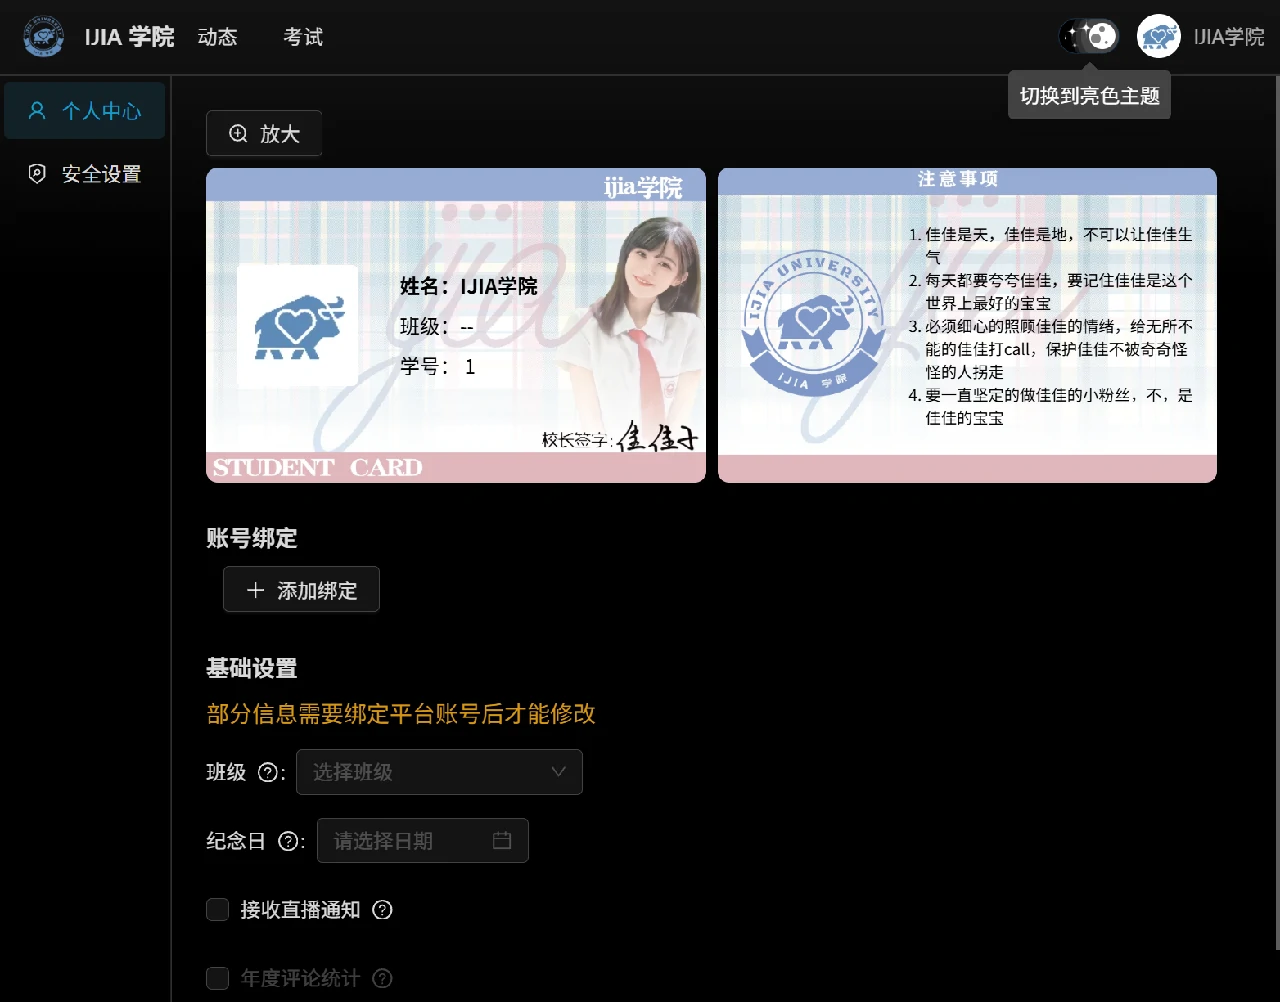 IJIA 学院 动态 考试
IJIA学院
切换到亮色主题
个人中心
安全设置
放大
ijia学院
姓名：IJIA学院
班级：--
学号： 1
校长签字:佳佳子
STUDENT CARD
注意事项
IJIA UNIVERSITY
IJIA 学院
1. 佳佳是天，佳佳是地，不可以让佳佳生
气
2. 每天都要夸夸佳佳，要记住佳佳是这个
世界上最好的宝宝
3. 必须细心的照顾佳佳的情绪，给无所不
能的佳佳打call，保护佳佳不被奇奇怪
怪的人拐走
4. 要一直坚定的做佳佳的小粉丝，不，是
佳佳的宝宝
账号绑定
添加绑定
基础设置
部分信息需要绑定平台账号后才能修改
班级 ?:
选择班级
纪念日 ?:
请选择日期
接收直播通知 ?
年度评论统计 ?